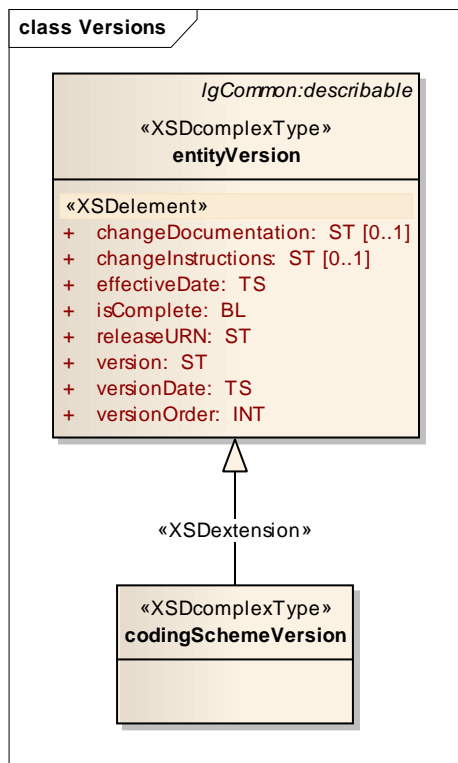 class Versions
lgCommon:describable
«XSDcomplexType»
entityVersion
«XSDelement»
+ changeDocumentation: ST [0..1]
+ changeInstructions: ST [0..1]
+ effectiveDate: TS
+ isComplete: BL
+ releaseURN: ST
+ version: ST
+ versionDate: TS
+ versionOrder: INT
«XSDextension»
«XSDcomplexType»
codingSchemeVersion